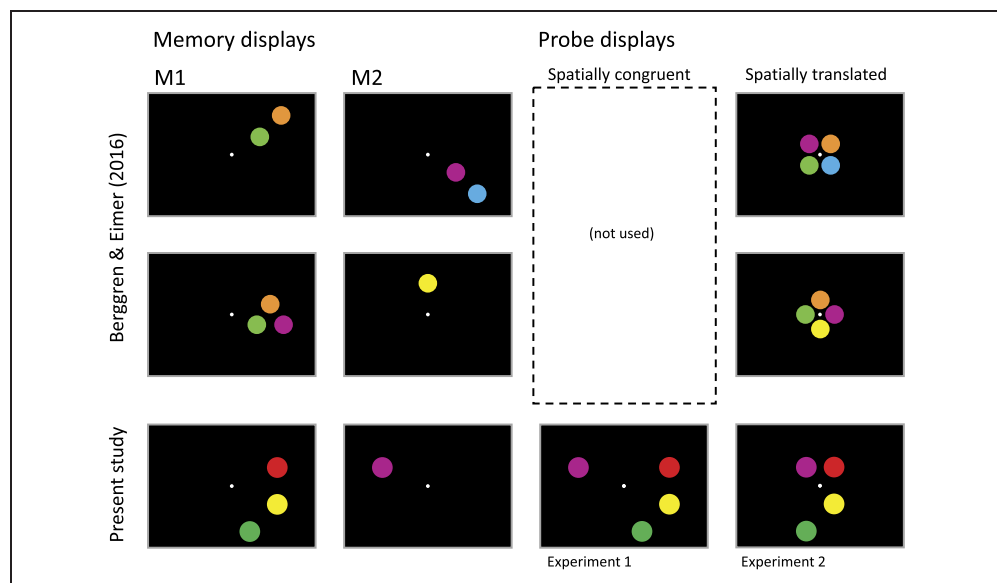 Memory displays
Probe displays
M1
M2
Spatially congruent
Spatially translated
Berggren & Eimer (2016)
(not used)
Present study
Experiment 1
Experiment 2